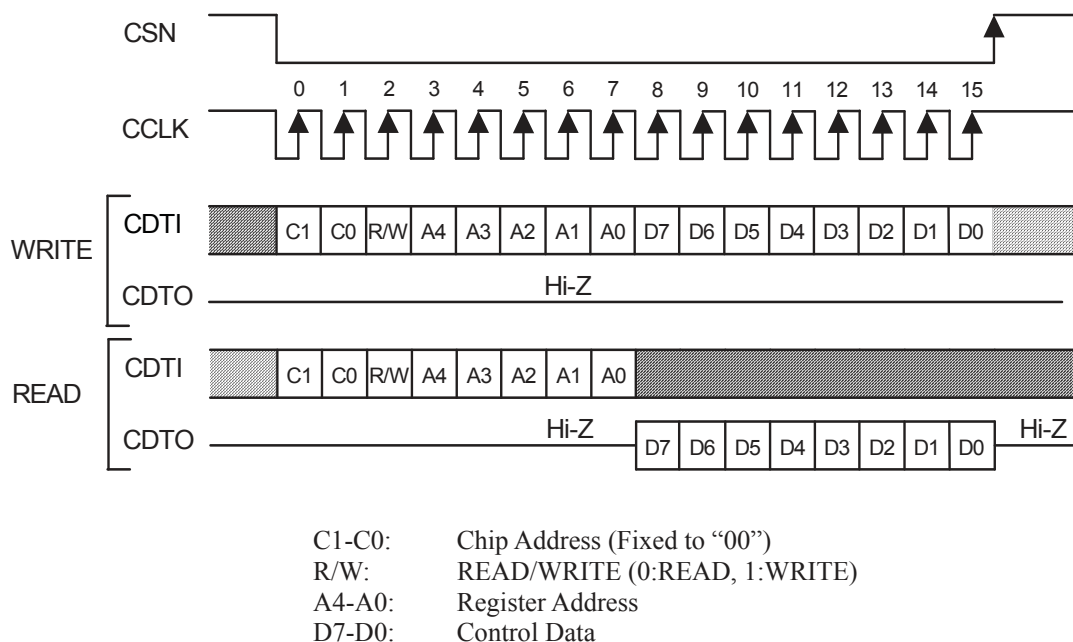 CSN
0 1 2 3 4 5 6 7 8 9 10 11 12 13 14 15
CCLK
WRITE
CDTI C1 C0 R/W A4 A3 A2 A1 A0 D7 D6 D5 D4 D3 D2 D1 D0
CDTO Hi-Z
READ
CDTI C1 C0 R/W A4 A3 A2 A1 A0
CDTO Hi-Z D7 D6 D5 D4 D3 D2 D1 D0 Hi-Z
C1-C0: Chip Address (Fixed to “00”)
R/W: READ/WRITE (0:READ, 1:WRITE)
A4-A0: Register Address
D7-D0: Control Data